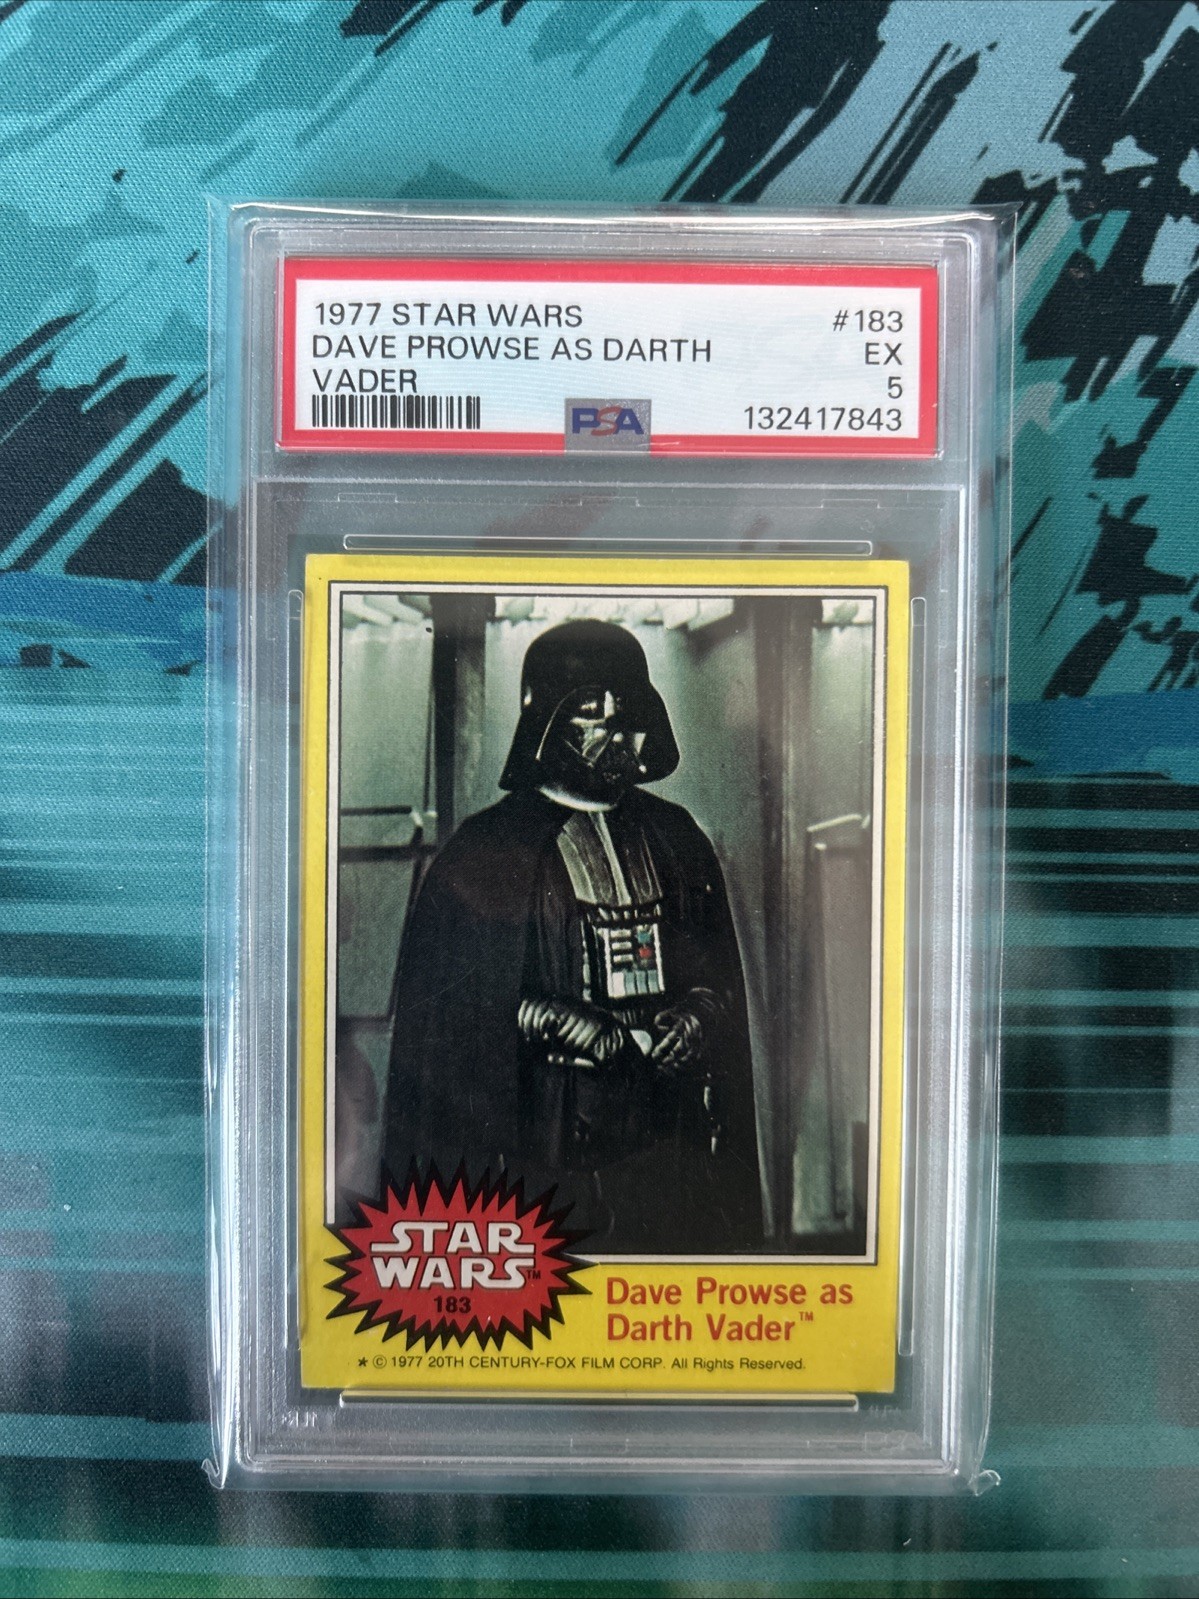 1977 STAR WARS
#183
DAVE PROWSE AS DARTH
EX
VADER
5
PSA
132417843
STAR
WARS™
183
Dave Prowse as
Darth Vader™
★ © 1977 20TH CENTURY-FOX FILM CORP. All Rights Reserved.